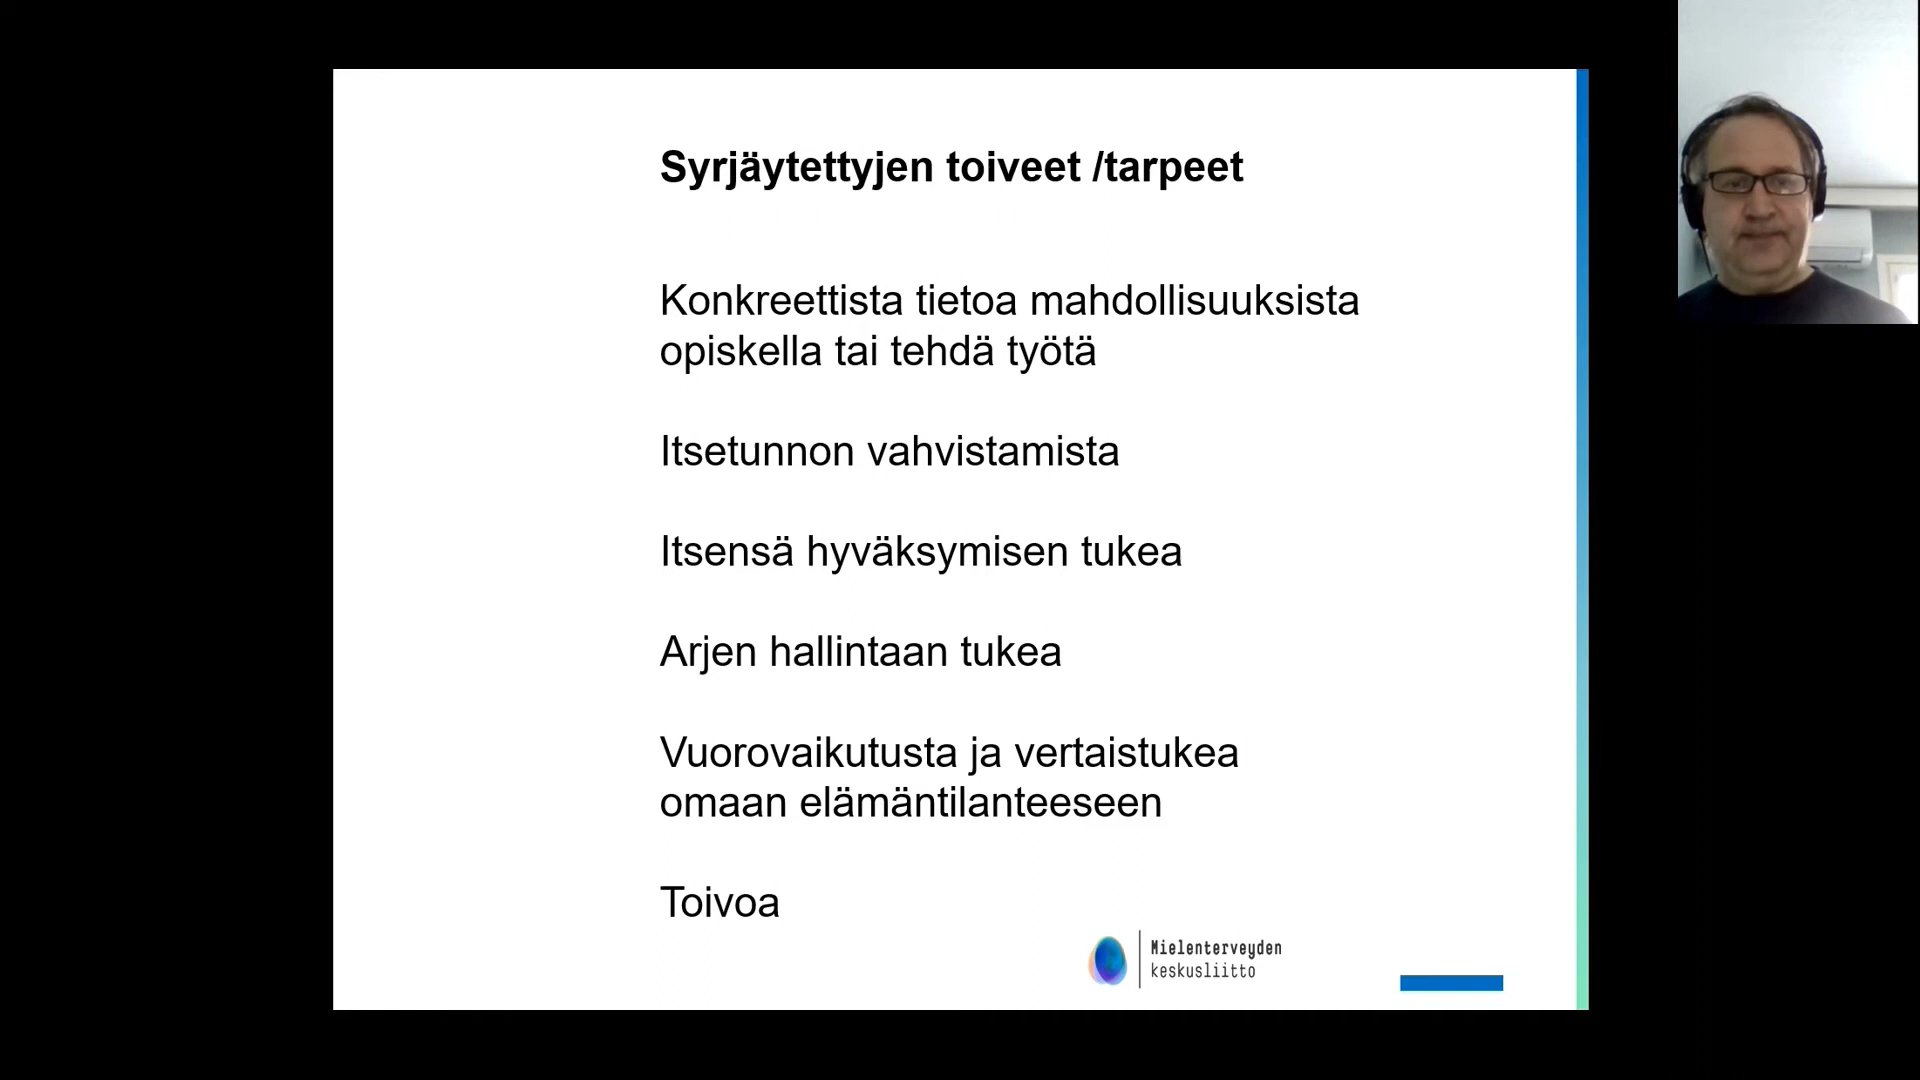 Syrjäytettyjen toiveet /tarpeet
Konkreettista tietoa mahdollisuuksista
opiskella tai tehdä työtä
Itsetunnon vahvistamista
Itsensä hyväksymisen tukea
Arjen hallintaan tukea
Vuorovaikutusta ja vertaistukea
omaan elämäntilanteeseen
Toivoa
Mielenterveyden
keskusliitto